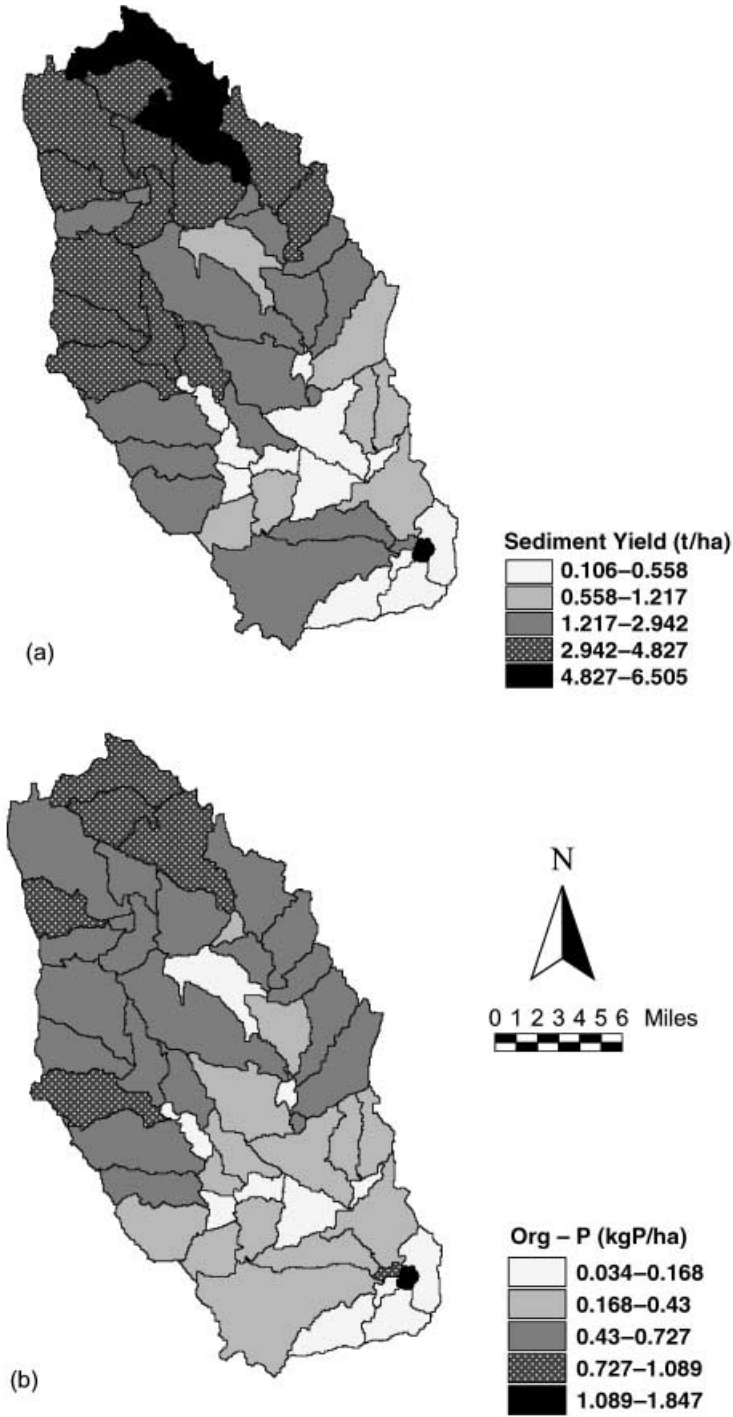 Sediment Yield (t/ha)
0.106–0.558
0.558–1.217
1.217–2.942
2.942–4.827
4.827–6.505
(a)
N
0 1 2 3 4 5 6 Miles
Org – P (kgP/ha)
0.034–0.168
0.168–0.43
0.43–0.727
0.727–1.089
1.089–1.847
(b)